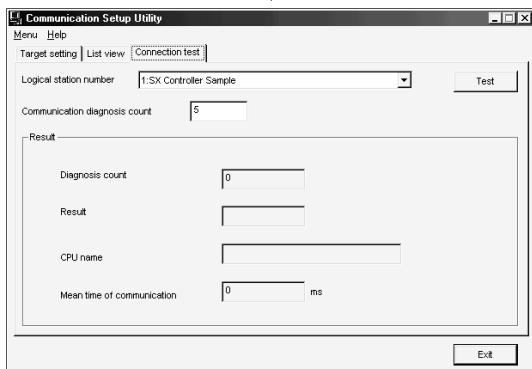 Communication Setup Utility
Menu Help
Target setting List view Connection test
Logical station number 1:SX Controller Sample Test
Communication diagnosis count 5
Result
Diagnosis count 0
Result
CPU name
Mean time of communication 0 ms
Exit